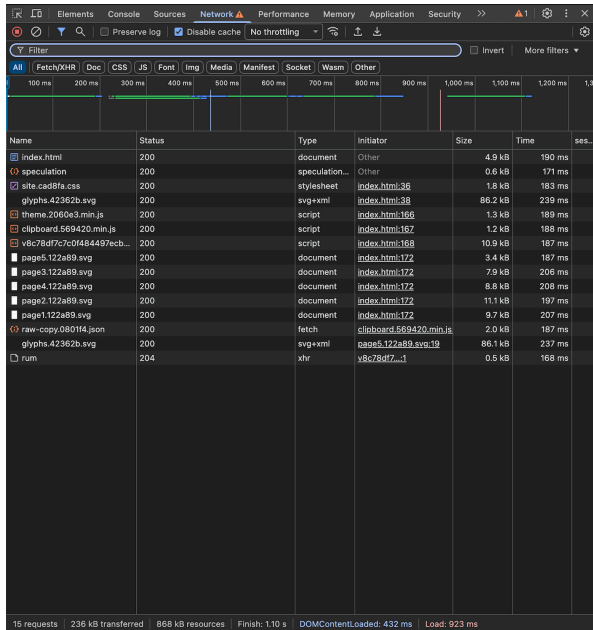 Elements Console Sources Network Performance Memory Application Security 1
Preserve log Disable cache No throttling
Filter Invert More filters
All Fetch/XHR Doc CSS JS Font Img Media Manifest Socket Wasm Other
100 ms 200 ms 300 ms 400 ms 500 ms 600 ms 700 ms 800 ms 900 ms 1,000 ms 1,100 ms 1,200 ms 1,3
Name Status Type Initiator Size Time ses..
index.html 200 document Other 4.9 kB 190 ms
speculation 200 speculation... Other 0.6 kB 171 ms
site.cad8fa.css 200 stylesheet index.html:36 1.8 kB 183 ms
glyphs.42362b.svg 200 svg+xml index.html:38 86.2 kB 239 ms
theme.2060e3.min.js 200 script index.html:166 1.3 kB 189 ms
clipboard.569420.min.js 200 script index.html:167 1.2 kB 188 ms
v8c78df7c7c0f484497ecb... 200 script index.html:168 10.9 kB 187 ms
page5.122a89.svg 200 document index.html:172 3.4 kB 187 ms
page3.122a89.svg 200 document index.html:172 7.9 kB 206 ms
page4.122a89.svg 200 document index.html:172 8.8 kB 208 ms
page2.122a89.svg 200 document index.html:172 11.1 kB 197 ms
page1.122a89.svg 200 document index.html:172 9.7 kB 207 ms
raw-copy.0801f4.json 200 fetch clipboard.569420.min.js 2.0 kB 187 ms
glyphs.42362b.svg 200 svg+xml page5.122a89.svg:19 86.1 kB 237 ms
rum 204 xhr v8c78df7...:1 0.5 kB 168 ms
15 requests 236 kB transferred 868 kB resources Finish: 1.10 s DOMContentLoaded: 432 ms Load: 923 ms